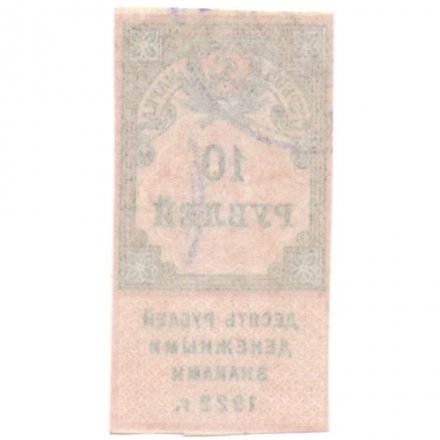 10
РУБЛЕЙ
ДЕСЯТЬ РУБЛЕЙ
ДЕНЕЖНЫМИ
ЗНАКАМИ
1922 г.